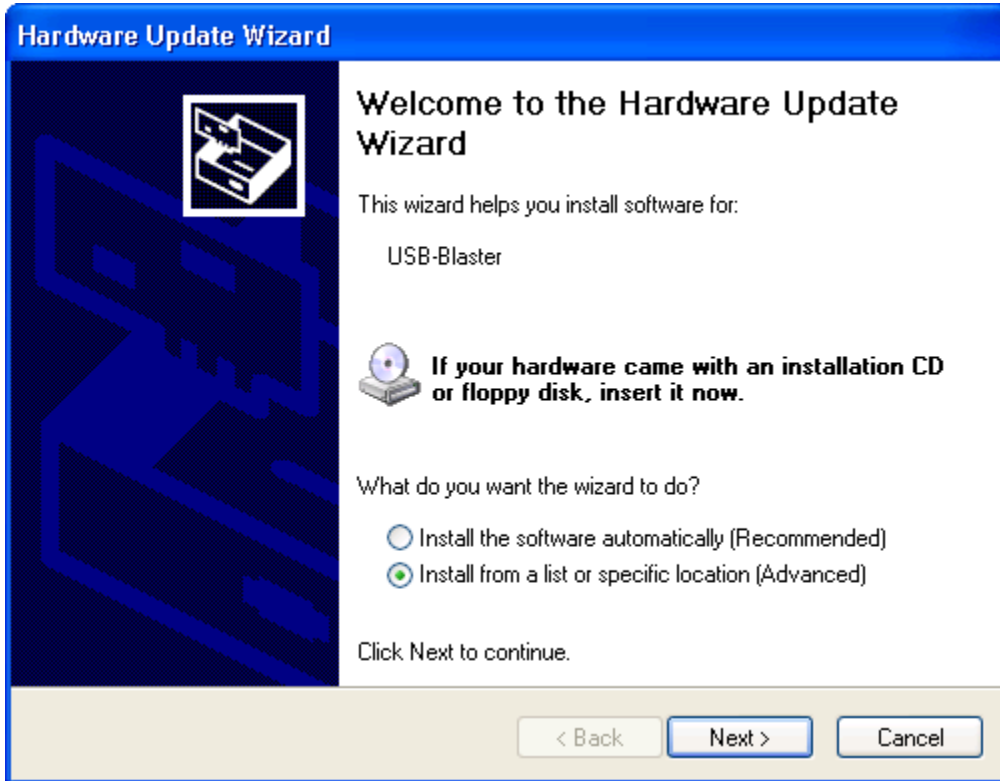 Hardware Update Wizard
Welcome to the Hardware Update
Wizard
This wizard helps you install software for:
USB-Blaster
If your hardware came with an installation CD
or floppy disk, insert it now.
What do you want the wizard to do?
Install the software automatically (Recommended)
Install from a list or specific location (Advanced)
Click Next to continue.
< Back Next > Cancel